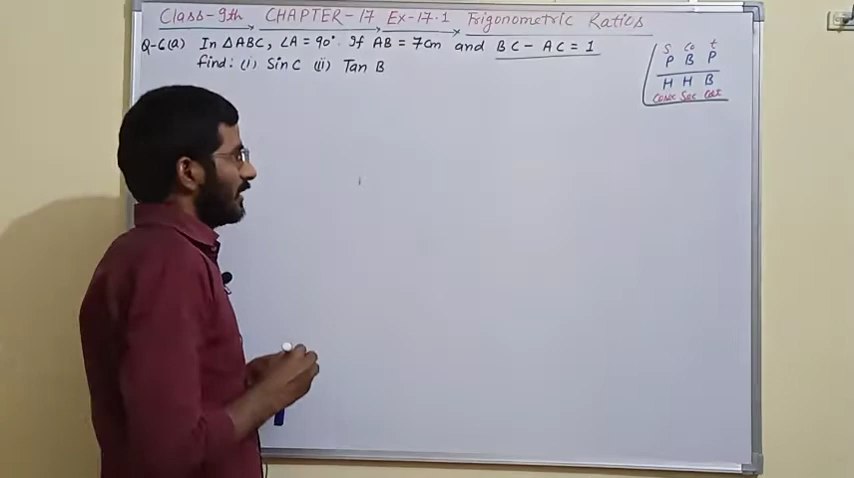 Class-9th CHAPTER-17 Ex-17.1 Trigonometric Ratios
Q-6(a) In △ABC, ∠A = 90°. If AB = 7cm and BC - AC = 1
find: (i) Sin C (ii) Tan B
S Co t
P B P
H H B
Cosec Sec Cot